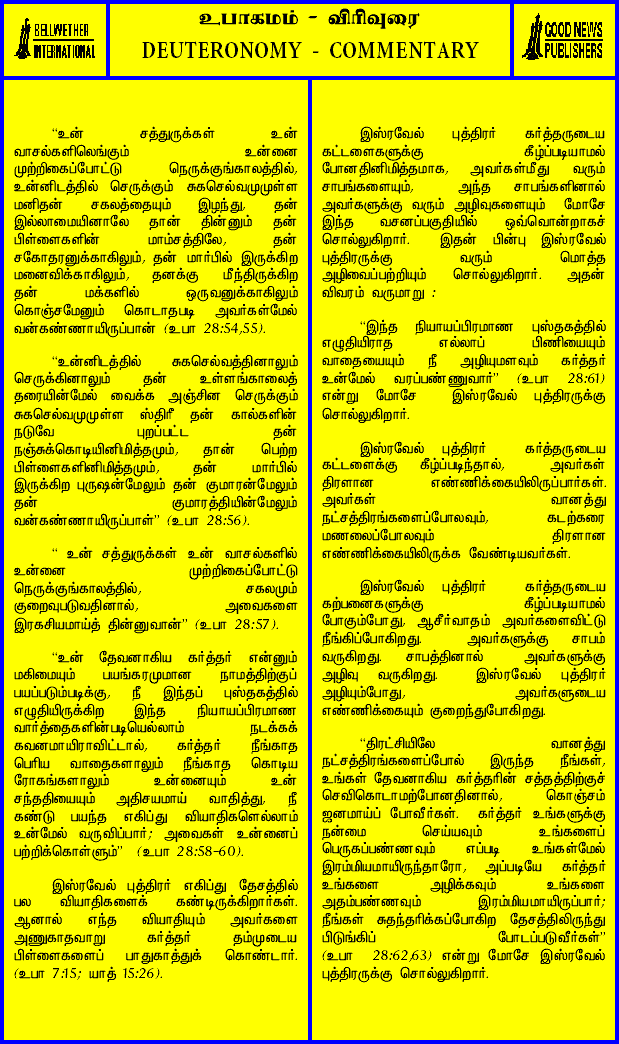 BELLWETHER
INTERNATIONAL
உபாகமம் - விரிவுரை
DEUTERONOMY - COMMENTARY
GOOD NEWS
PUBLISHERS
“உன் சத்துருக்கள் உன்
வாசல்களிலெங்கும் உன்னை
முற்றிகைப்போட்டு நெருக்குங்காலத்தில்,
உன்னிடத்தில் செருக்கும் சுகசெல்வமுமுள்ள
மனிதன் சகலத்தையும் இழந்து, தன்
இல்லாமையினாலே தான் தின்னும் தன்
பிள்ளைகளின் மாம்சத்திலே, தன்
சகோதரனுக்காகிலும், தன் மார்பில் இருக்கிற
மனைவிக்காகிலும், தனக்கு மீந்திருக்கிற
தன் மக்களில் ஒருவனுக்காகிலும்
கொஞ்சமேனும் கொடாதபடி அவர்கள்மேல்
வன்கண்ணாயிருப்பான் (உபா 28:54,55).
“உன்னிடத்தில் சுகசெல்வத்தினாலும்
செருக்கினாலும் தன் உள்ளங்காலைத்
தரையின்மேல் வைக்க அஞ்சின செருக்கும்
சுகசெல்வமுமுள்ள ஸ்திரீ தன் கால்களின்
நடுவே புறப்பட்ட தன்
நஞ்சுக்கொடியினிமித்தமும், தான் பெற்ற
பிள்ளைகளினிமித்தமும், தன் மார்பில்
இருக்கிற புருஷன்மேலும் தன் குமாரன்மேலும்
தன் குமாரத்தியின்மேலும்
வன்கண்ணாயிருப்பாள்” (உபா 28:56).
“ உன் சத்துருக்கள் உன் வாசல்களில்
உன்னை முற்றிகைப்போட்டு
நெருக்குங்காலத்தில், சகலமும்
குறைவுபடுவதினால், அவைகளை
இரகசியமாய்த் தின்னுவான்” (உபா 28:57).
“உன் தேவனாகிய கர்த்தர் என்னும்
மகிமையும் பயங்கரமுமான நாமத்திற்குப்
பயப்படும்படிக்கு, நீ இந்தப் புஸ்தகத்தில்
எழுதியிருக்கிற இந்த நியாயப்பிரமாண
வார்த்தைகளின்படியெல்லாம் நடக்கக்
கவனமாயிராவிட்டால், கர்த்தர் நீங்காத
பெரிய வாதைகளாலும் நீங்காத கொடிய
ரோகங்களாலும் உன்னையும் உன்
சந்ததியையும் அதிசயமாய் வாதித்து, நீ
கண்டு பயந்த எகிப்து வியாதிகளெல்லாம்
உன்மேல் வருவிப்பார்; அவைகள் உன்னைப்
பற்றிக்கொள்ளும்” (உபா 28:58-60).
இஸ்ரவேல் புத்திரர் எகிப்து தேசத்தில்
பல வியாதிகளைக் கண்டிருக்கிறார்கள்.
ஆனால் எந்த வியாதியும் அவர்களை
அணுகாதவாறு கர்த்தர் தம்முடைய
பிள்ளைகளைப் பாதுகாத்துக் கொண்டார்.
(உபா 7:15; யாத் 15:26).
இஸ்ரவேல் புத்திரர் கர்த்தருடைய
கட்டளைகளுக்கு கீழ்ப்படியாமல்
போனதினிமித்தமாக, அவர்கள்மீது வரும்
சாபங்களையும், அந்த சாபங்களினால்
அவர்களுக்கு வரும் அழிவுகளையும் மோசே
இந்த வசனப்பகுதியில் ஒவ்வொன்றாகச்
சொல்லுகிறார். இதன் பின்பு இஸ்ரவேல்
புத்திரருக்கு வரும் மொத்த
அழிவைப்பற்றியும் சொல்லுகிறார். அதன்
விவரம் வருமாறு :
“இந்த நியாயப்பிரமாண புஸ்தகத்தில்
எழுதியிராத எல்லாப் பிணியையும்
வாதையையும் நீ அழியுமளவும் கர்த்தர்
உன்மேல் வரப்பண்ணுவார்” (உபா 28:61)
என்று மோசே இஸ்ரவேல் புத்திரருக்கு
சொல்லுகிறார்.
இஸ்ரவேல் புத்திரர் கர்த்தருடைய
கட்டளைக்கு கீழ்ப்படிந்தால், அவர்கள்
திரளான எண்ணிக்கையிலிருப்பார்கள்.
அவர்கள் வானத்து
நட்சத்திரங்களைப்போலவும், கடற்கரை
மணலைப்போலவும் திரளான
எண்ணிக்கையிலிருக்க வேண்டியவர்கள்.
இஸ்ரவேல் புத்திரர் கர்த்தருடைய
கற்பனைகளுக்கு கீழ்ப்படியாமல்
போகும்போது, ஆசீர்வாதம் அவர்களைவிட்டு
நீங்கிப்போகிறது. அவர்களுக்கு சாபம்
வருகிறது. சாபத்தினால் அவர்களுக்கு
அழிவு வருகிறது. இஸ்ரவேல் புத்திரர்
அழியும்போது, அவர்களுடைய
எண்ணிக்கையும் குறைந்துபோகிறது.
“திரட்சியிலே வானத்து
நட்சத்திரங்களைப்போல் இருந்த நீங்கள்,
உங்கள் தேவனாகிய கர்த்தரின் சத்தத்திற்குச்
செவிகொடாமற்போனதினால், கொஞ்சம்
ஜனமாய்ப் போவீர்கள். கர்த்தர் உங்களுக்கு
நன்மை செய்யவும் உங்களைப்
பெருகப்பண்ணவும் எப்படி உங்கள்மேல்
இரம்மியமாயிருந்தாரோ, அப்படியே கர்த்தர்
உங்களை அழிக்கவும் உங்களை
அதம்பண்ணவும் இரம்மியமாயிருப்பார்;
நீங்கள் சுதந்தரிக்கப்போகிற தேசத்திலிருந்து
பிடுங்கிப் போடப்படுவீர்கள்”
(உபா 28:62,63) என்று மோசே இஸ்ரவேல்
புத்திரருக்கு சொல்லுகிறார்.